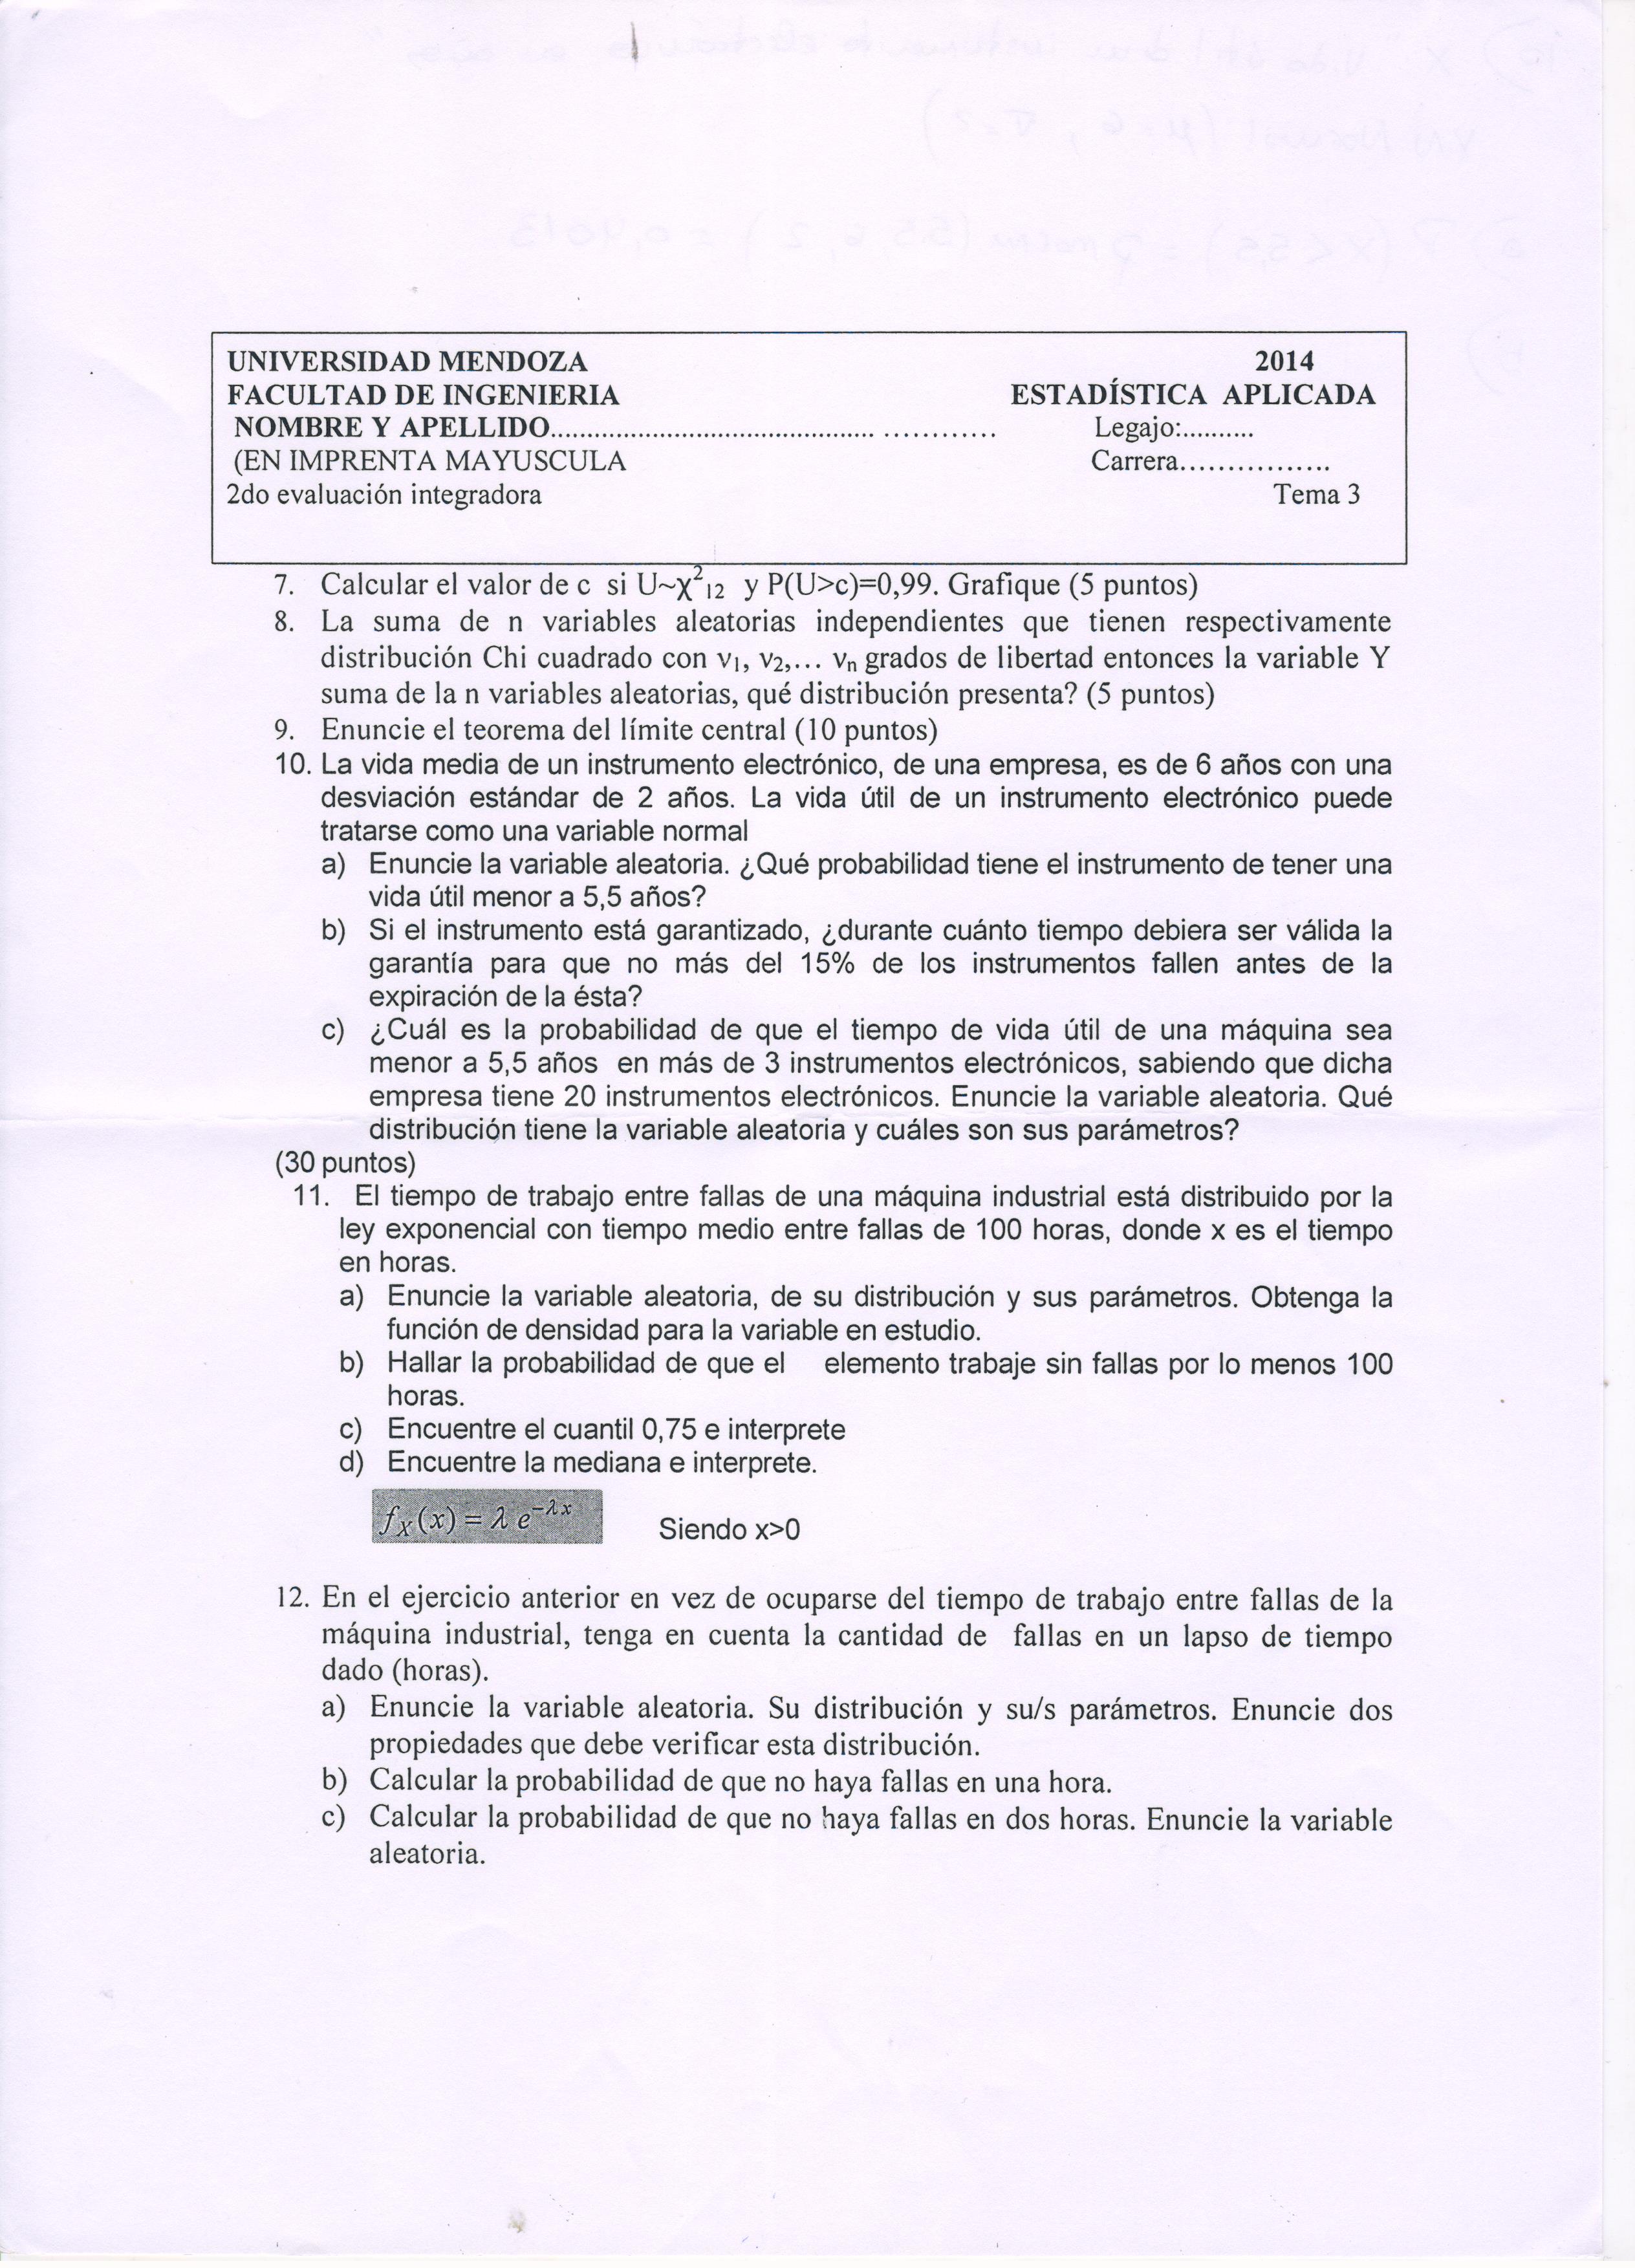 UNIVERSIDAD MENDOZA 2014
FACULTAD DE INGENIERIA ESTADÍSTICA APLICADA
NOMBRE Y APELLIDO............................................ ............ Legajo:..........
(EN IMPRENTA MAYUSCULA Carrera................
2do evaluación integradora Tema 3
7. Calcular el valor de c si U~χ²₁₂ y P(U>c)=0,99. Grafique (5 puntos)
8. La suma de n variables aleatorias independientes que tienen respectivamente
distribución Chi cuadrado con ν₁, ν₂,... νₙ grados de libertad entonces la variable Y
suma de la n variables aleatorias, qué distribución presenta? (5 puntos)
9. Enuncie el teorema del límite central (10 puntos)
10. La vida media de un instrumento electrónico, de una empresa, es de 6 años con una
desviación estándar de 2 años. La vida útil de un instrumento electrónico puede
tratarse como una variable normal
a) Enuncie la variable aleatoria. ¿Qué probabilidad tiene el instrumento de tener una
vida útil menor a 5,5 años?
b) Si el instrumento está garantizado, ¿durante cuánto tiempo debiera ser válida la
garantía para que no más del 15% de los instrumentos fallen antes de la
expiración de la ésta?
c) ¿Cuál es la probabilidad de que el tiempo de vida útil de una máquina sea
menor a 5,5 años en más de 3 instrumentos electrónicos, sabiendo que dicha
empresa tiene 20 instrumentos electrónicos. Enuncie la variable aleatoria. Qué
distribución tiene la variable aleatoria y cuáles son sus parámetros?
(30 puntos)
11. El tiempo de trabajo entre fallas de una máquina industrial está distribuido por la
ley exponencial con tiempo medio entre fallas de 100 horas, donde x es el tiempo
en horas.
a) Enuncie la variable aleatoria, de su distribución y sus parámetros. Obtenga la
función de densidad para la variable en estudio.
b) Hallar la probabilidad de que el elemento trabaje sin fallas por lo menos 100
horas.
c) Encuentre el cuantil 0,75 e interprete
d) Encuentre la mediana e interprete.
f_X(x) = λ e^{-λx} Siendo x>0
12. En el ejercicio anterior en vez de ocuparse del tiempo de trabajo entre fallas de la
máquina industrial, tenga en cuenta la cantidad de fallas en un lapso de tiempo
dado (horas).
a) Enuncie la variable aleatoria. Su distribución y su/s parámetros. Enuncie dos
propiedades que debe verificar esta distribución.
b) Calcular la probabilidad de que no haya fallas en una hora.
c) Calcular la probabilidad de que no haya fallas en dos horas. Enuncie la variable
aleatoria.